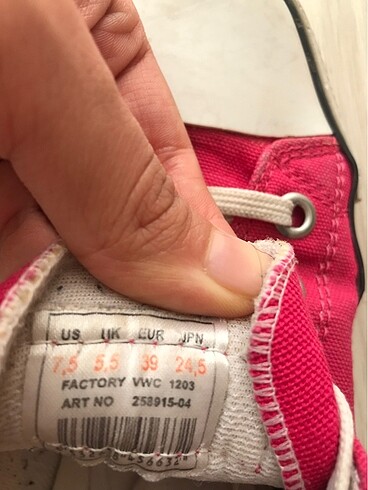 US UK EUR JPN
7,5 5,5 39 24,5
FACTORY VWC 1203
ART NO 258915-04